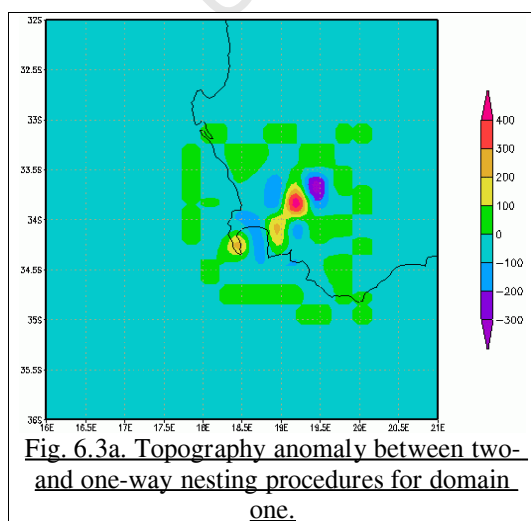 32S
32.5S
33S
33.5S
34S
34.5S
35S
35.5S
36S
16E 16.5E 17E 17.5E 18E 18.5E 19E 19.5E 20E 20.5E 21E
400
300
200
100
0
-100
-200
-300
Fig. 6.3a. Topography anomaly between two-
and one-way nesting procedures for domain
one.